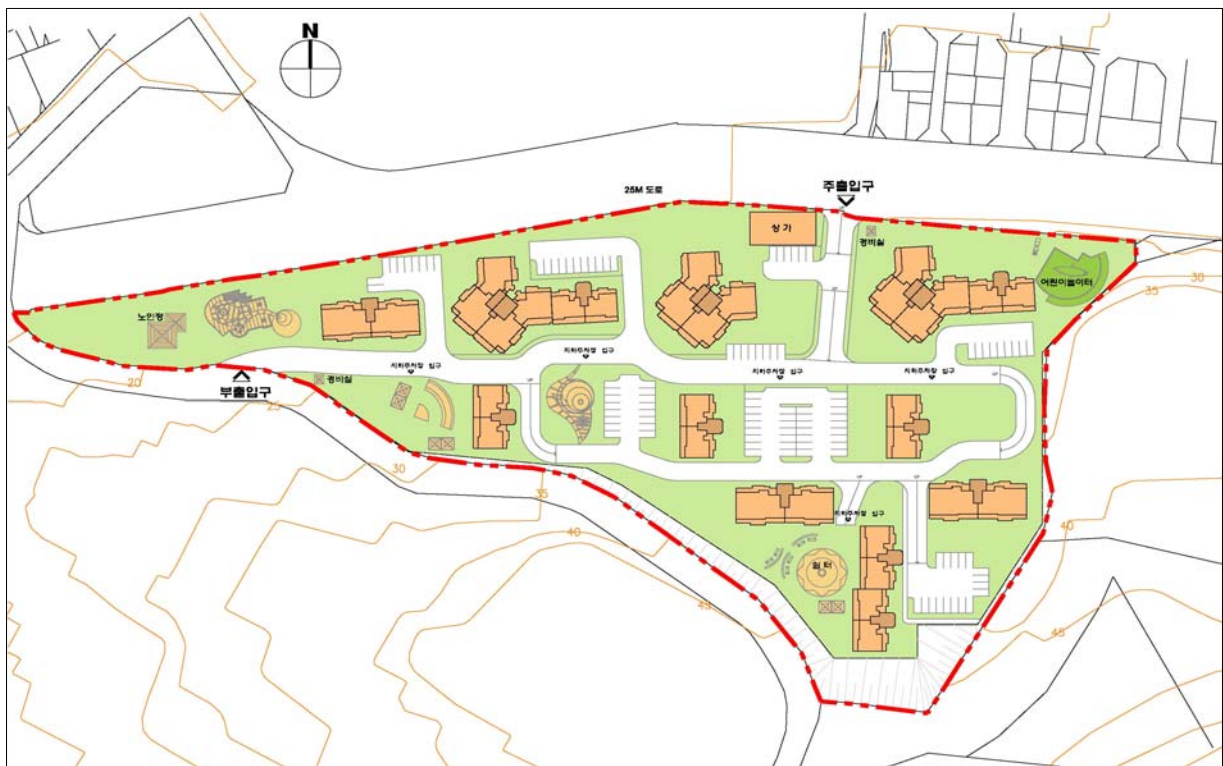 N
25M 도로
주출입구
상 가
경비실
어린이놀이터
30
35
노인정
지하주차장 입구
지하주차장 입구
지하주차장 입구
지하주차장 입구
20
부출입구
경비실
25
30
35
40
지하주차장 입구
40
쉼 터
45
45